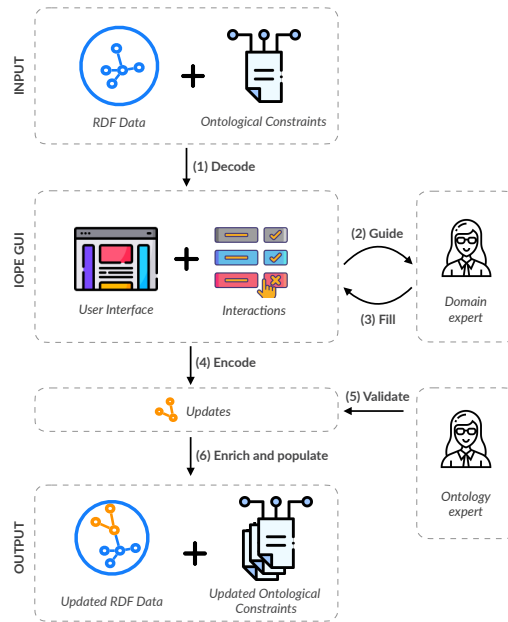 INPUT
RDF Data
Ontological Constraints
(1) Decode
IOPE GUI
User Interface
Interactions
(2) Guide
(3) Fill
Domain
expert
(4) Encode
Updates
(5) Validate
(6) Enrich and populate
Ontology
expert
OUTPUT
Updated RDF Data
Updated Ontological
Constraints